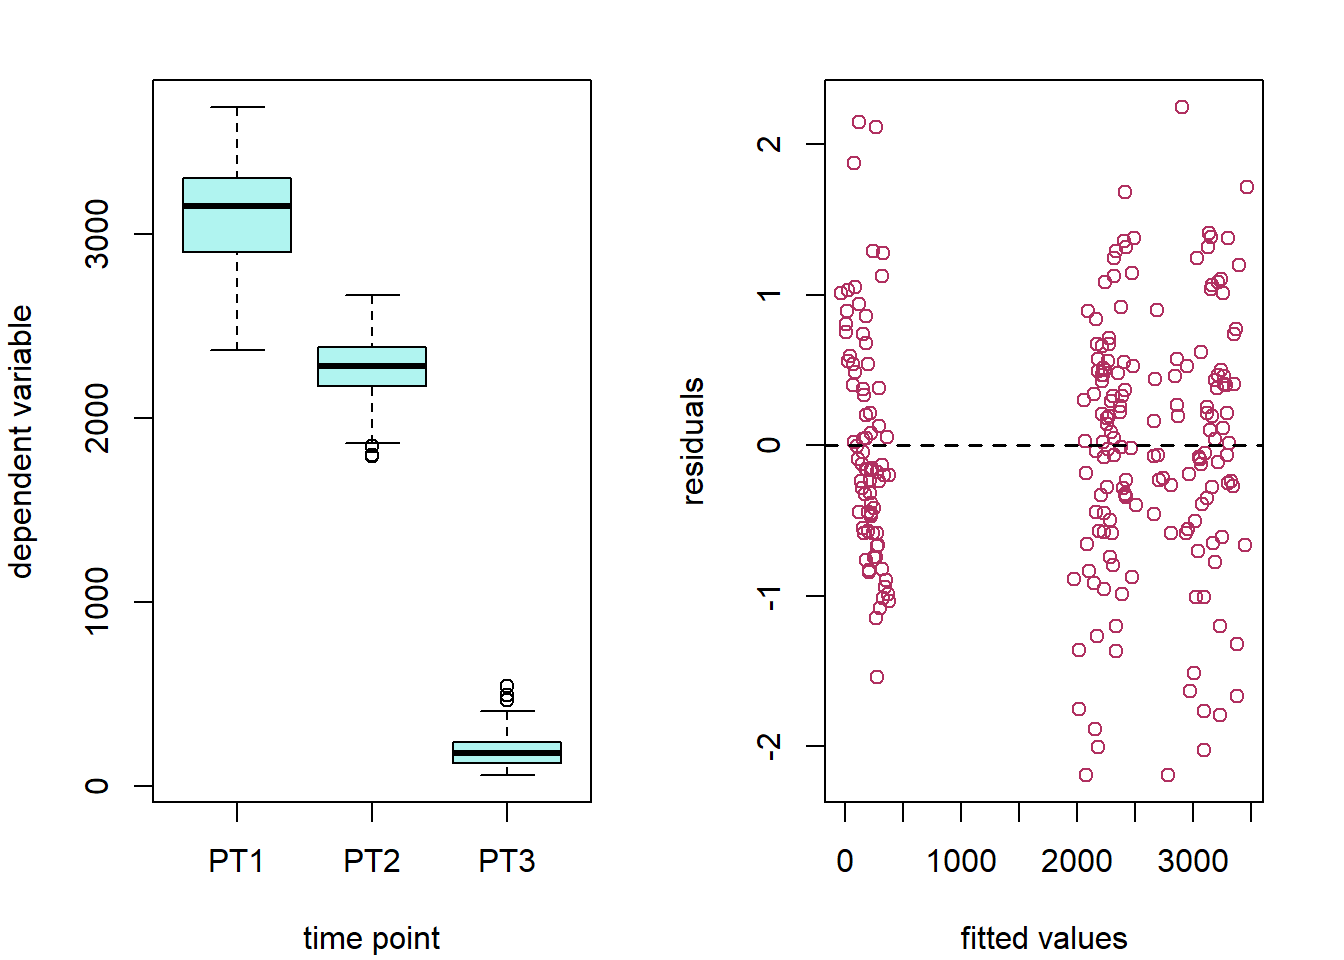 dependent variable
3000
2000
1000
0
PT1 PT2 PT3
time point
residuals
2
1
0
-1
-2
0 1000 2000 3000
fitted values